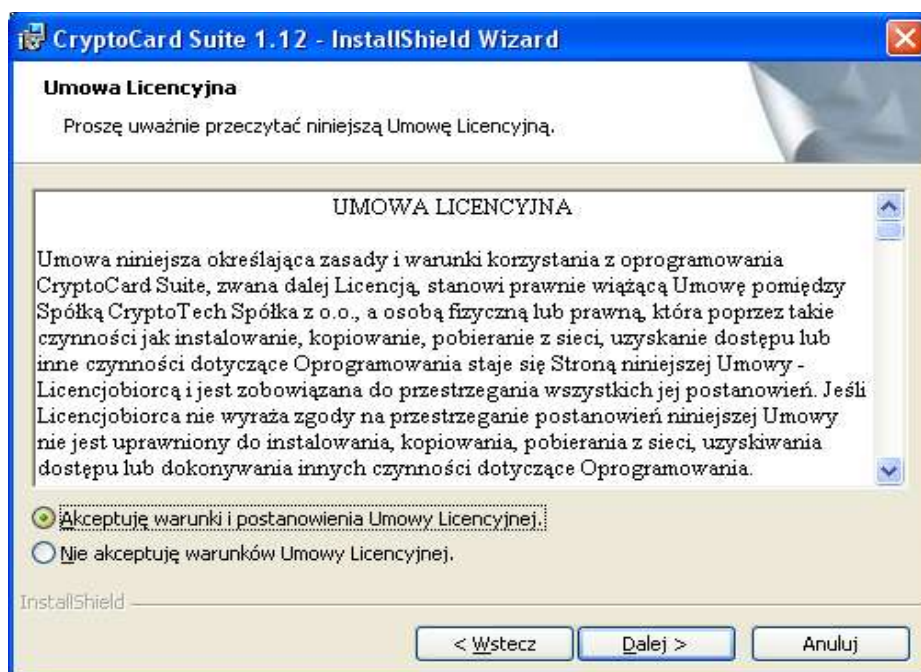 CryptoCard Suite 1.12 - InstallShield Wizard
Umowa Licencyjna
Proszę uważnie przeczytać niniejszą Umowę Licencyjną.
UMOWA LICENCYJNA
Umowa niniejsza określająca zasady i warunki korzystania z oprogramowania
CryptoCard Suite, zwana dalej Licencją, stanowi prawnie wiążącą Umowę pomiędzy
Spółką CryptoTech Spółka z o.o., a osobą fizyczną lub prawną, która poprzez takie
czynności jak instalowanie, kopiowanie, pobieranie z sieci, uzyskanie dostępu lub
inne czynności dotyczące Oprogramowania staje się Stroną niniejszej Umowy -
Licencjobiorcą i jest zobowiązana do przestrzegania wszystkich jej postanowień. Jeśli
Licencjobiorca nie wyraża zgody na przestrzeganie postanowień niniejszej Umowy
nie jest uprawniony do instalowania, kopiowania, pobierania z sieci, uzyskiwania
dostępu lub dokonywania innych czynności dotyczące Oprogramowania.
Akceptuję warunki i postanowienia Umowy Licencyjnej.
Nie akceptuję warunków Umowy Licencyjnej.
InstallShield
< Wstecz
Dalej >
Anuluj